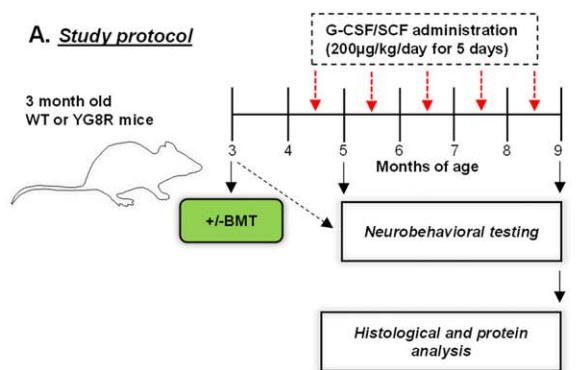 A. Study protocol
G-CSF/SCF administration
(200µg/kg/day for 5 days)
3 month old
WT or YG8R mice
3 4 5 6 7 8 9
Months of age
+/-BMT
Neurobehavioral testing
Histological and protein
analysis